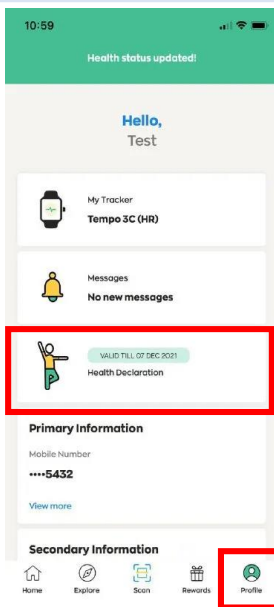 10:59
Health status updated!
Hello,
Test
My Tracker
Tempo 3C (HR)
Messages
No new messages
VALID TILL 07 DEC 2021
Health Declaration
Primary Information
Mobile Number
••••5432
View more
Secondary Information
Home Explore Scan Rewards Profile